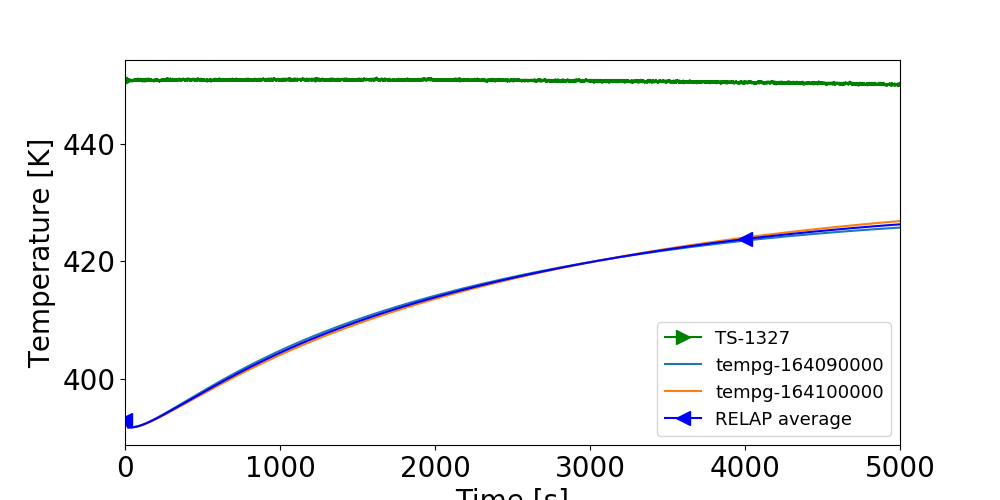 Temperature [K]
440
420
400
0 1000 2000 3000 4000 5000
Time [s]
TS-1327
tempg-164090000
tempg-164100000
RELAP average